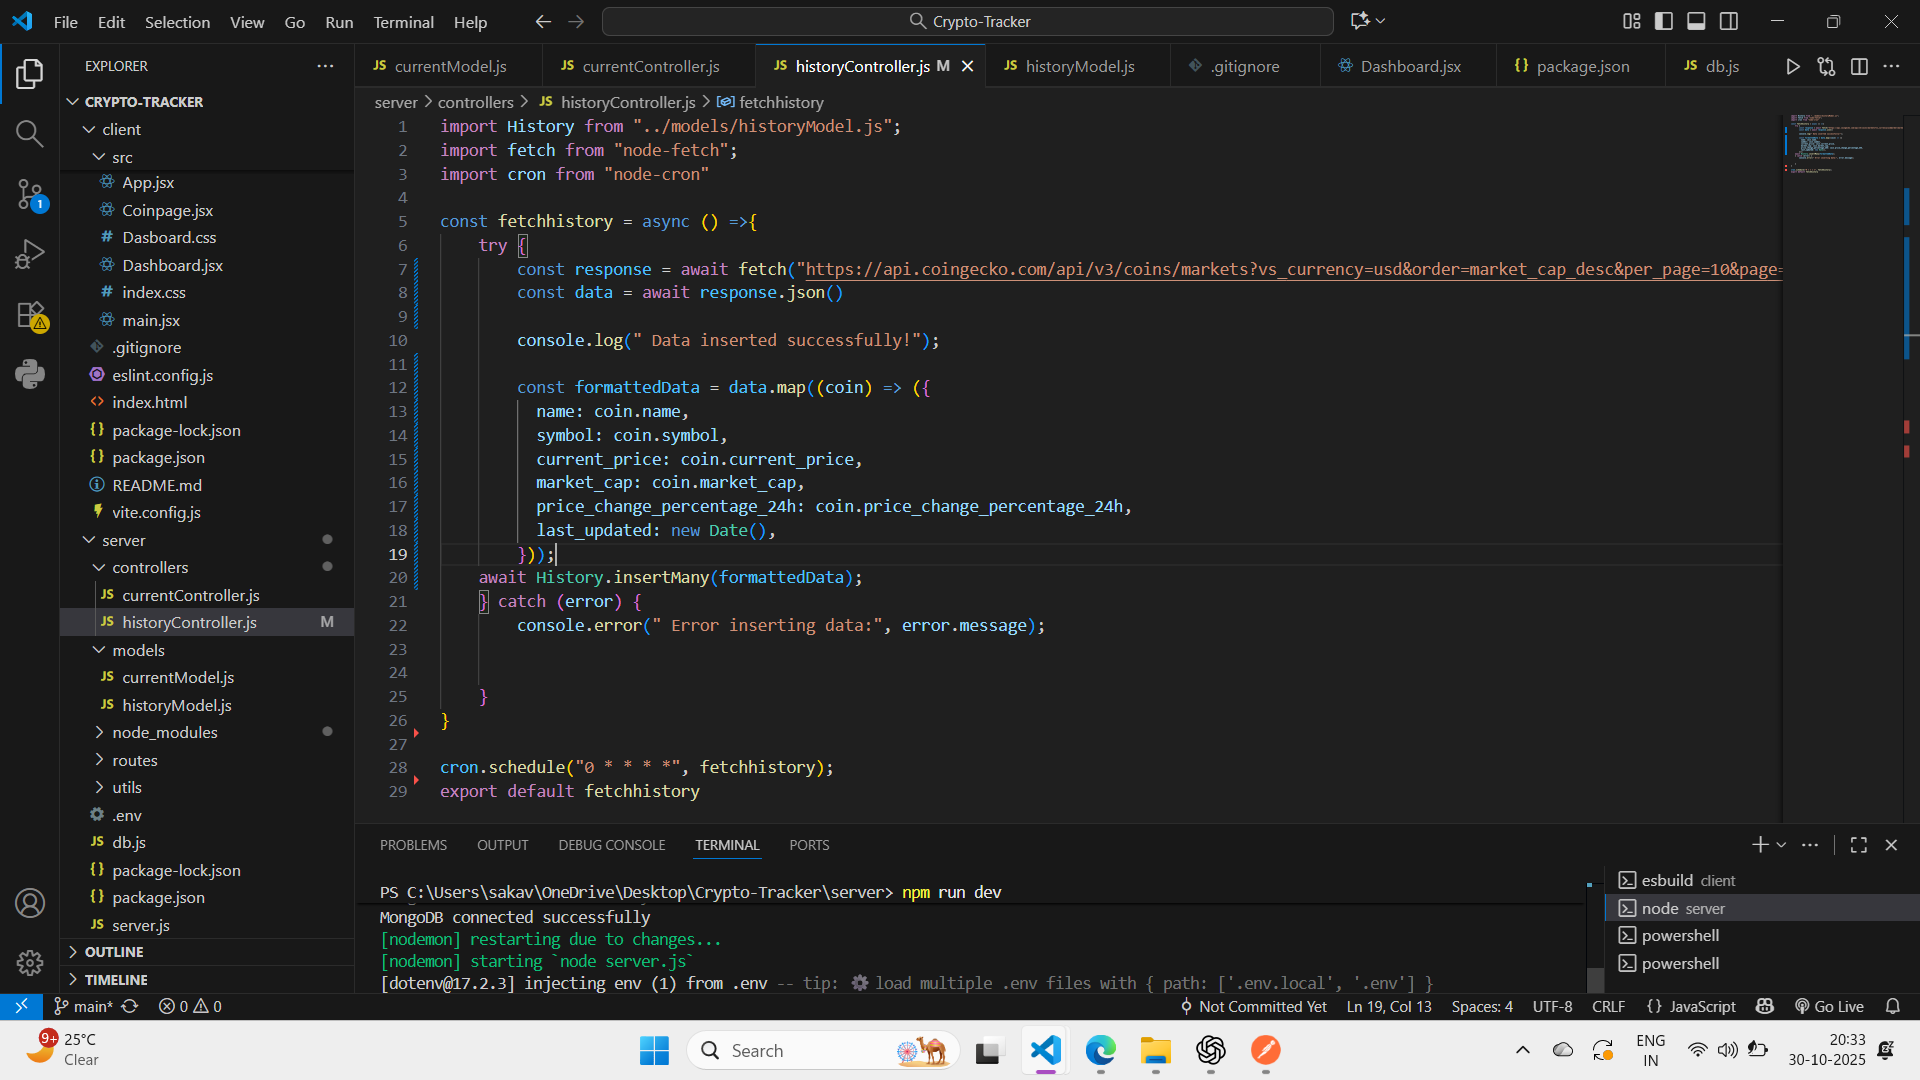 File Edit Selection View Go Run Terminal Help
Crypto-Tracker
EXPLORER
CRYPTO-TRACKER
client
src
App.jsx
Coinpage.jsx
Dasboard.css
Dashboard.jsx
index.css
main.jsx
.gitignore
eslint.config.js
index.html
package-lock.json
package.json
README.md
vite.config.js
server
controllers
currentController.js
historyController.js M
models
currentModel.js
historyModel.js
node_modules
routes
utils
.env
db.js
package-lock.json
package.json
server.js
OUTLINE
TIMELINE
JS currentModel.js JS currentController.js JS historyController.js M JS historyModel.js .gitignore Dashboard.jsx {} package.json JS db.js
server > controllers > JS historyController.js > fetchhistory
1 import History from "../models/historyModel.js";
2 import fetch from "node-fetch";
3 import cron from "node-cron"
4
5 const fetchhistory = async () =>{
6 try {
7 const response = await fetch("https://api.coingecko.com/api/v3/coins/markets?vs_currency=usd&order=market_cap_desc&per_page=10&page=
8 const data = await response.json()
9
10 console.log(" Data inserted successfully!");
11
12 const formattedData = data.map((coin) => ({
13 name: coin.name,
14 symbol: coin.symbol,
15 current_price: coin.current_price,
16 market_cap: coin.market_cap,
17 price_change_percentage_24h: coin.price_change_percentage_24h,
18 last_updated: new Date(),
19 }));
20 await History.insertMany(formattedData);
21 } catch (error) {
22 console.error(" Error inserting data:", error.message);
23
24
25 }
26 }
27
28 cron.schedule("0 * * * *", fetchhistory);
29 export default fetchhistory
PROBLEMS OUTPUT DEBUG CONSOLE TERMINAL PORTS
PS C:\Users\sakav\OneDrive\Desktop\Crypto-Tracker\server> npm run dev
MongoDB connected successfully
[nodemon] restarting due to changes...
[nodemon] starting `node server.js`
[dotenv@17.2.3] injecting env (1) from .env -- tip: ⚙ load multiple .env files with { path: ['.env.local', '.env'] }
esbuild client
node server
powershell
powershell
main* 0 0 Not Committed Yet Ln 19, Col 13 Spaces: 4 UTF-8 CRLF {} JavaScript Go Live
9+ 25°C
Clear
Search
ENG
IN
20:33
30-10-2025